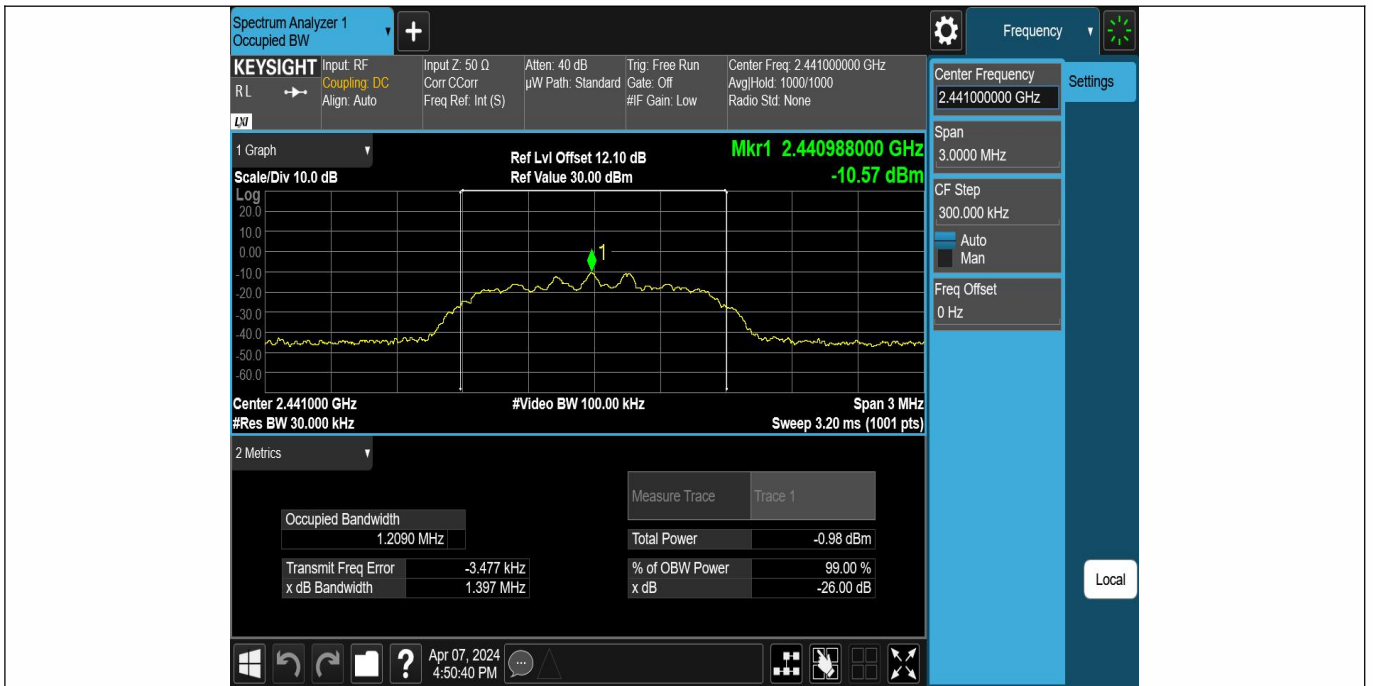 Spectrum Analyzer 1
Occupied BW
+
Frequency
KEYSIGHT Input: RF Input Z: 50 Ω Atten: 40 dB Trig: Free Run Center Freq: 2.441000000 GHz
RL Coupling: DC Corr CCorr µW Path: Standard Gate: Off Avg|Hold: 1000/1000
Align: Auto Freq Ref: Int (S) #IF Gain: Low Radio Std: None
LXI
Center Frequency
2.441000000 GHz
Settings
Span
3.0000 MHz
CF Step
300.000 kHz
Auto
Man
Freq Offset
0 Hz
Local
1 Graph
Ref Lvl Offset 12.10 dB
Mkr1 2.440988000 GHz
Scale/Div 10.0 dB
Ref Value 30.00 dBm
-10.57 dBm
Log
20.0
10.0
0.00
-10.0
-20.0
-30.0
-40.0
-50.0
-60.0
1
Center 2.441000 GHz #Video BW 100.00 kHz Span 3 MHz
#Res BW 30.000 kHz Sweep 3.20 ms (1001 pts)
2 Metrics
Measure Trace Trace 1
Occupied Bandwidth
1.2090 MHz
Total Power -0.98 dBm
Transmit Freq Error -3.477 kHz % of OBW Power 99.00 %
x dB Bandwidth 1.397 MHz x dB -26.00 dB
?
Apr 07, 2024
4:50:40 PM